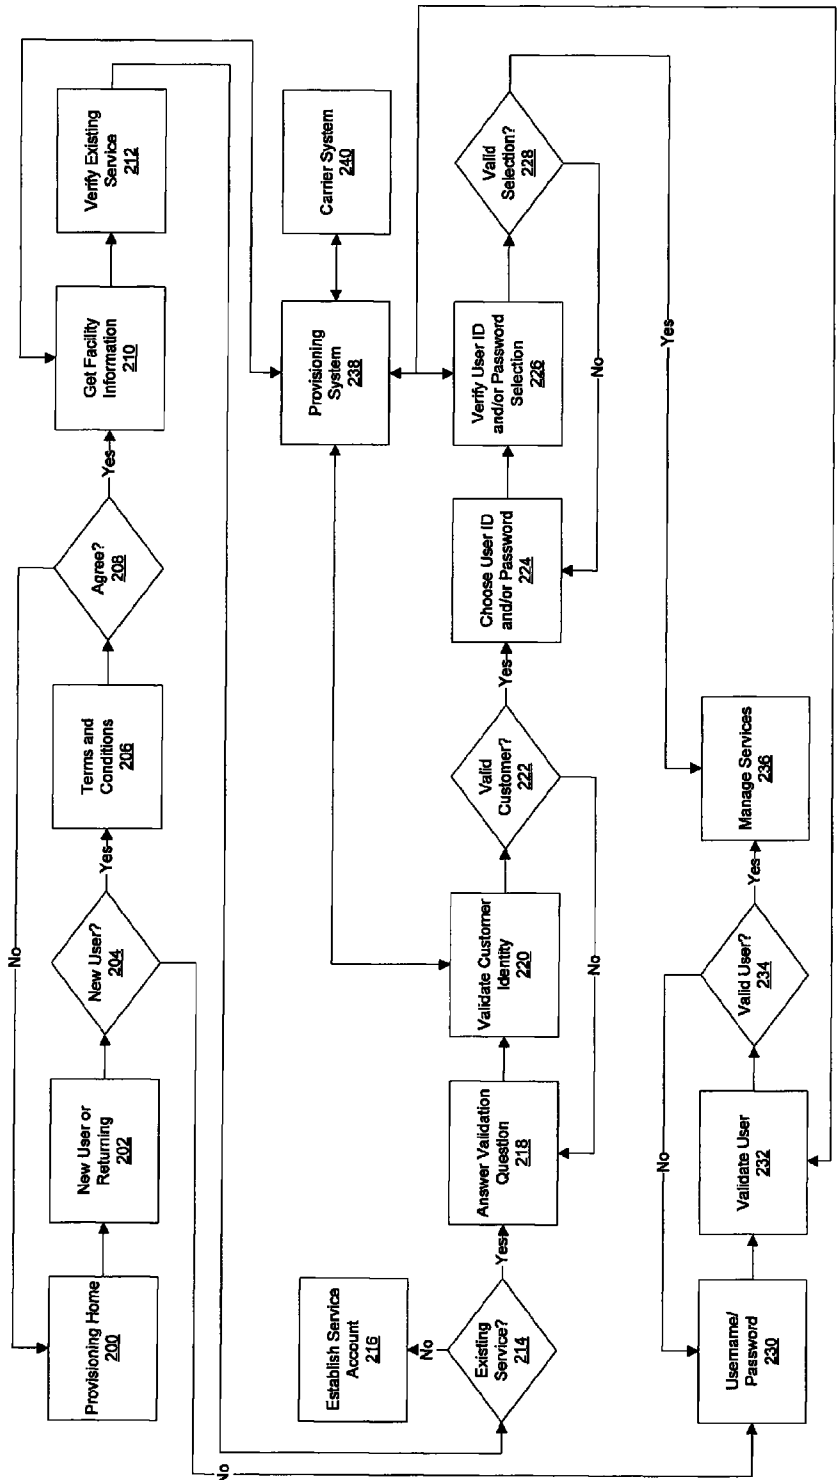 Provisioning Home
200
New User or
Returning
202
New User?
204
Yes
No
Terms and
Conditions
206
Agree?
208
No
Yes
Get Facility
Information
210
Verify Existing
Service
212
Establish Service
Account
216
Provisioning
System
238
Carrier System
240
Existing
Service?
214
No
Yes
Answer Validation
Question
218
Validate Customer
Identity
220
Valid
Customer?
222
No
Yes
Choose User ID
and/or Password
224
Verify User ID
and/or Password
Selection
226
Valid
Selection?
228
No
Yes
Username/
Password
230
Validate User
232
Valid User?
234
No
Yes
Manage Services
236